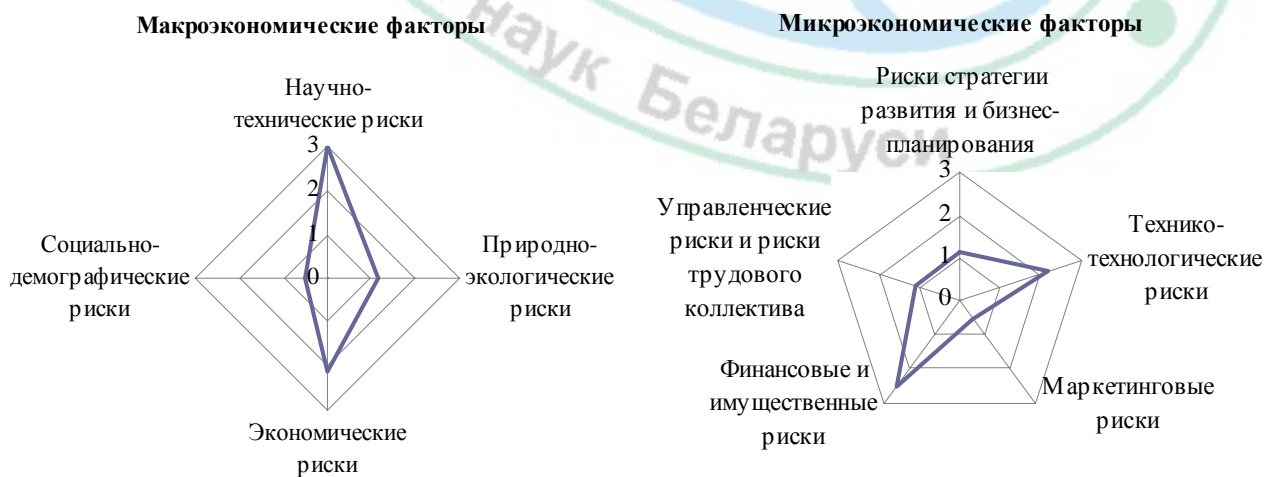 Макроэкономические факторы
Научно-
технические риски
3
2
1
0
Социально-
демографические
риски
Природно-
экологические
риски
Экономические
риски
наук Беларуси
Микроэкономические факторы
Риски стратегии
развития и бизнес-
планирования
3
2
1
0
Управленческие
риски и риски
трудового
коллектива
Технико-
технологические
риски
Финансовые и
имущественные
риски
Маркетинговые
риски